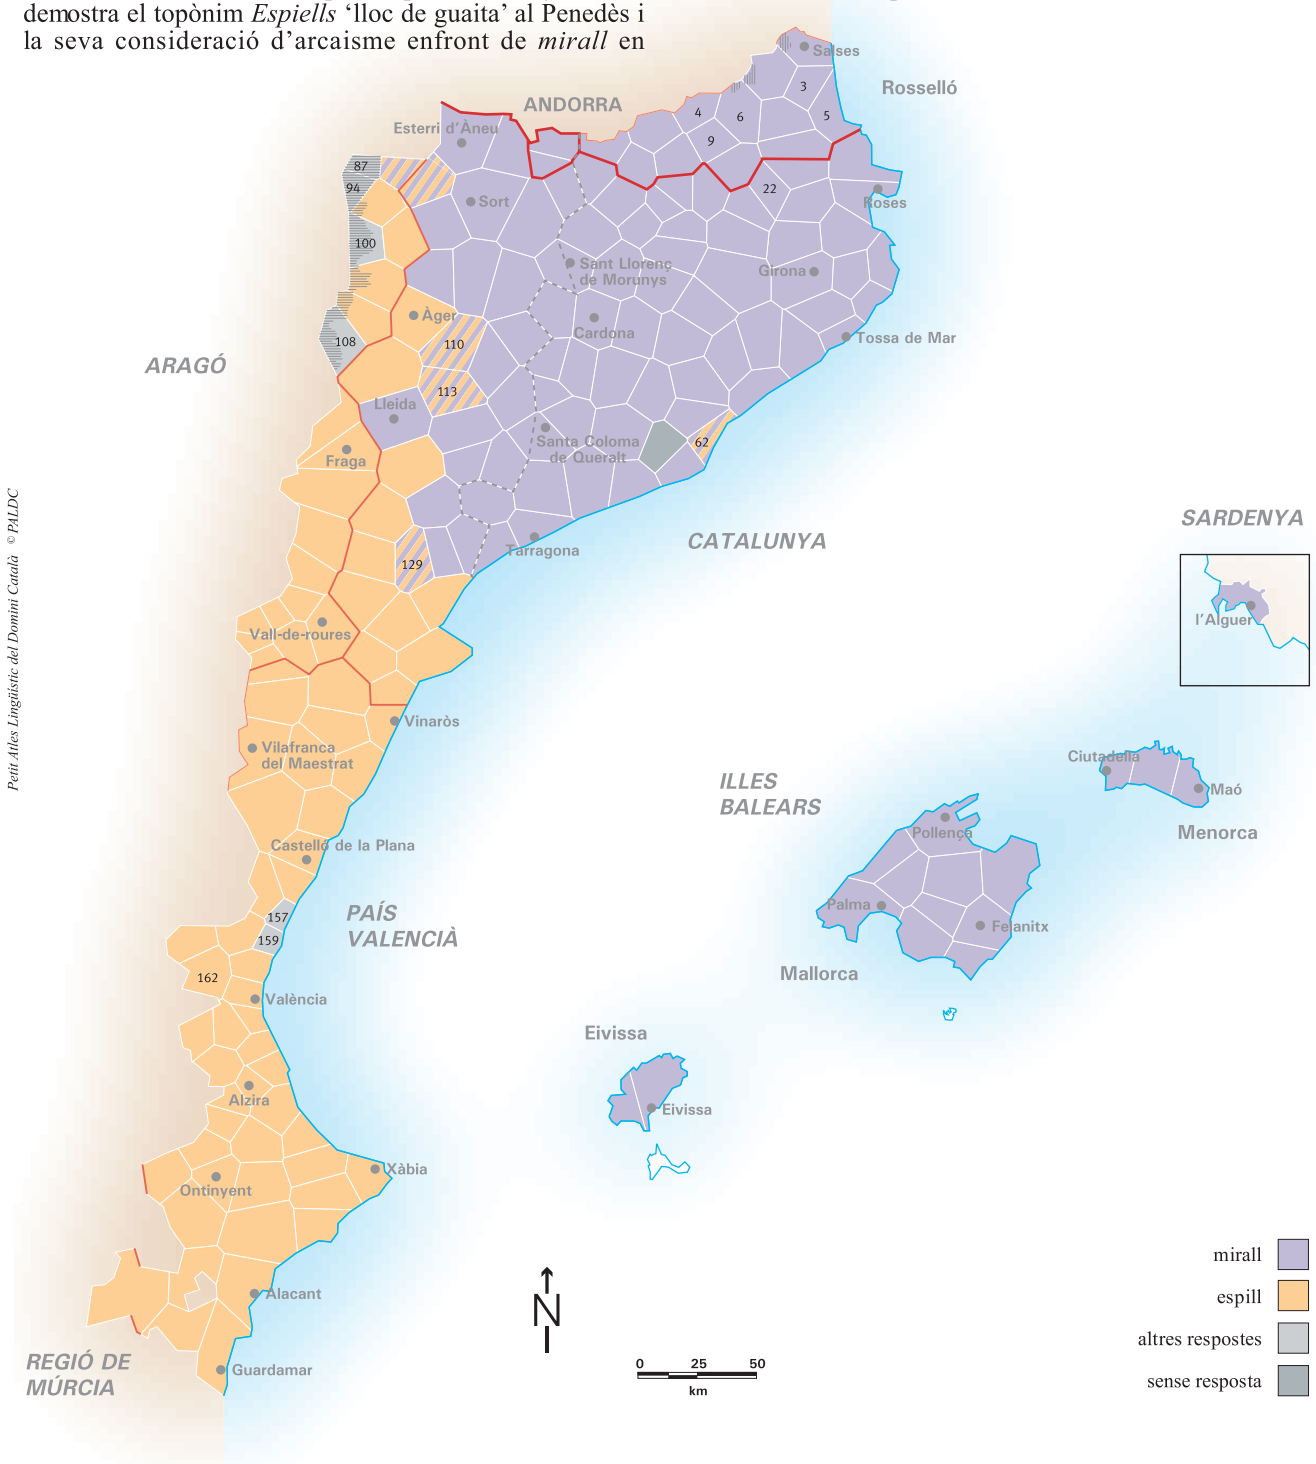 demostra el topònim Espiells ‘lloc de guaita’ al Penedès i
la seva consideració d’arcaisme enfront de mirall en
Salses
Rosselló
3
ANDORRA
4
6
5
Esterri d’Àneu
9
87
94
22
Sort
Roses
100
Sant Llorenç
de Morunys
Girona
Àger
Cardona
108
110
Tossa de Mar
ARAGÓ
113
Lleida
Santa Coloma
de Queralt
62
Fraga
CATALUNYA
SARDENYA
Tarragona
129
l’Alguer
Vall-de-roures
Petit Atles Lingüístic del Domini Català © PALDC
Vinaròs
Vilafranca
del Maestrat
Ciutadella
ILLES
BALEARS
Maó
Menorca
Pollença
Castelló de la Plana
Palma
PAÍS
VALENCIÀ
157
159
Felanitx
162
Mallorca
València
Eivissa
Alzira
Eivissa
Xàbia
Ontinyent
Alacant
mirall
espill
N
altres respostes
REGIÓ DE
MÚRCIA
Guardamar
0 25 50
km
sense resposta